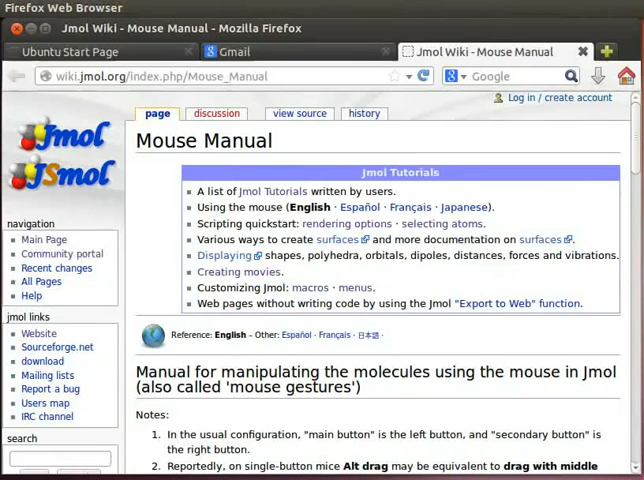 Firefox Web Browser
Jmol Wiki - Mouse Manual - Mozilla Firefox
Ubuntu Start Page
Gmail
Jmol Wiki - Mouse Manual
wiki.jmol.org/index.php/Mouse_Manual
Google
Log in / create account
page
discussion
view source
history
Jmol
JSmol
Mouse Manual
Jmol Tutorials
A list of Jmol Tutorials written by users.
Using the mouse (English · Español · Français · Japanese).
Scripting quickstart: rendering options · selecting atoms.
Various ways to create surfaces and more documentation on surfaces.
Displaying shapes, polyhedra, orbitals, dipoles, distances, forces and vibrations.
Creating movies.
Customizing Jmol: macros · menus.
Web pages without writing code by using the Jmol "Export to Web" function.
navigation
Main Page
Community portal
Recent changes
All Pages
Help
jmol links
Website
Sourceforge.net
download
Mailing lists
Report a bug
Users map
IRC channel
search
Reference: English – Other: Español · Français · 日本語 ·
Manual for manipulating the molecules using the mouse in Jmol
(also called 'mouse gestures')
Notes:
1. In the usual configuration, "main button" is the left button, and "secondary button" is
the right button.
2. Reportedly, on single-button mice Alt drag may be equivalent to drag with middle